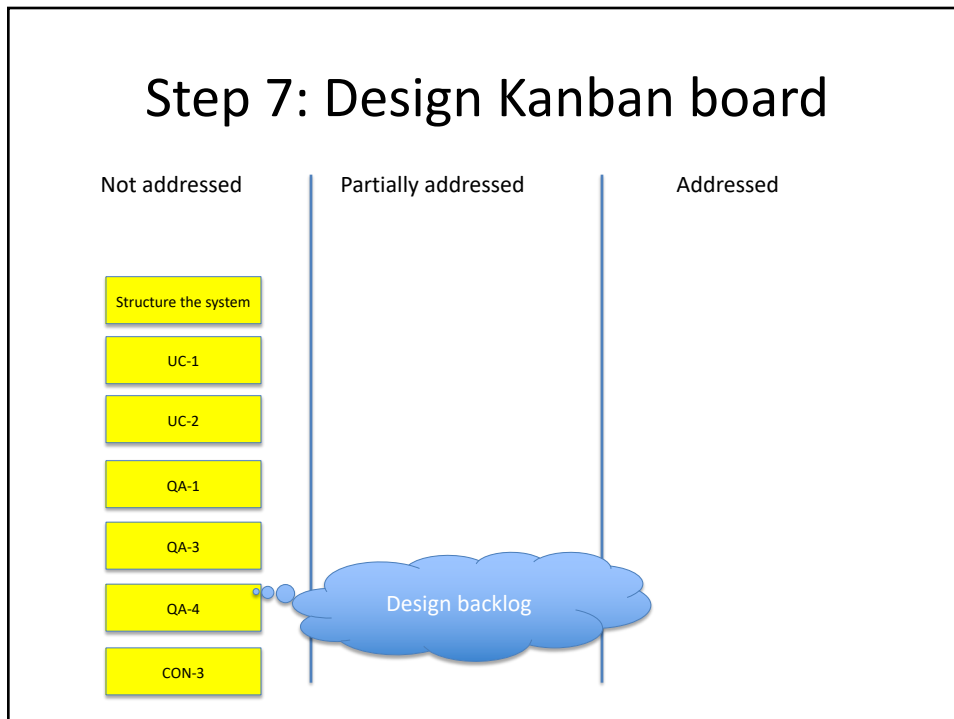 Step 7: Design Kanban board
Not addressed
Partially addressed
Addressed
Structure the system
UC-1
UC-2
QA-1
QA-3
QA-4
Design backlog
CON-3